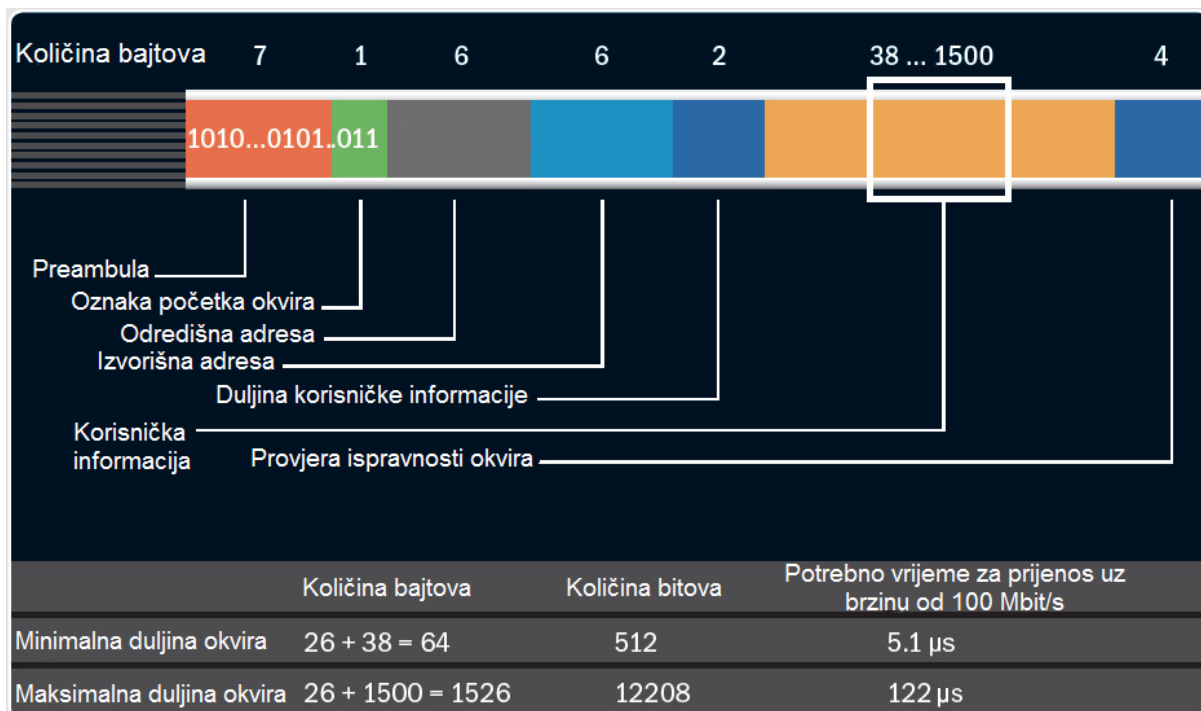 Količina bajtova 7 1 6 6 2 38 ... 1500 4
1010...0101..011
Preambula
Oznaka početka okvira
Odredišna adresa
Izvorišna adresa
Duljina korisničke informacije
Korisnička
informacija
Provjera ispravnosti okvira
Količina bajtova Količina bitova Potrebno vrijeme za prijenos uz
brzinu od 100 Mbit/s
Minimalna duljina okvira 26 + 38 = 64 512 5.1 µs
Maksimalna duljina okvira 26 + 1500 = 1526 12208 122 µs